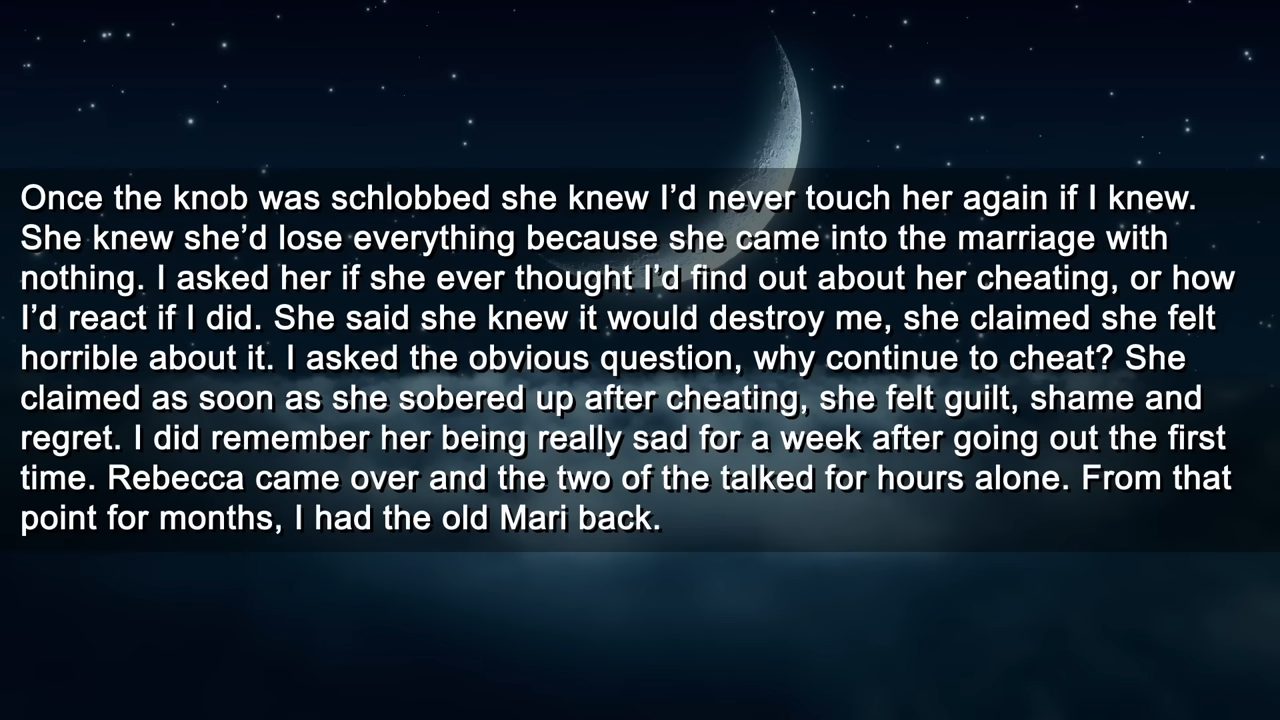 Once the knob was schlobbed she knew I’d never touch her again if I knew.
She knew she’d lose everything because she came into the marriage with
nothing. I asked her if she ever thought I’d find out about her cheating, or how
I’d react if I did. She said she knew it would destroy me, she claimed she felt
horrible about it. I asked the obvious question, why continue to cheat? She
claimed as soon as she sobered up after cheating, she felt guilt, shame and
regret. I did remember her being really sad for a week after going out the first
time. Rebecca came over and the two of the talked for hours alone. From that
point for months, I had the old Mari back.